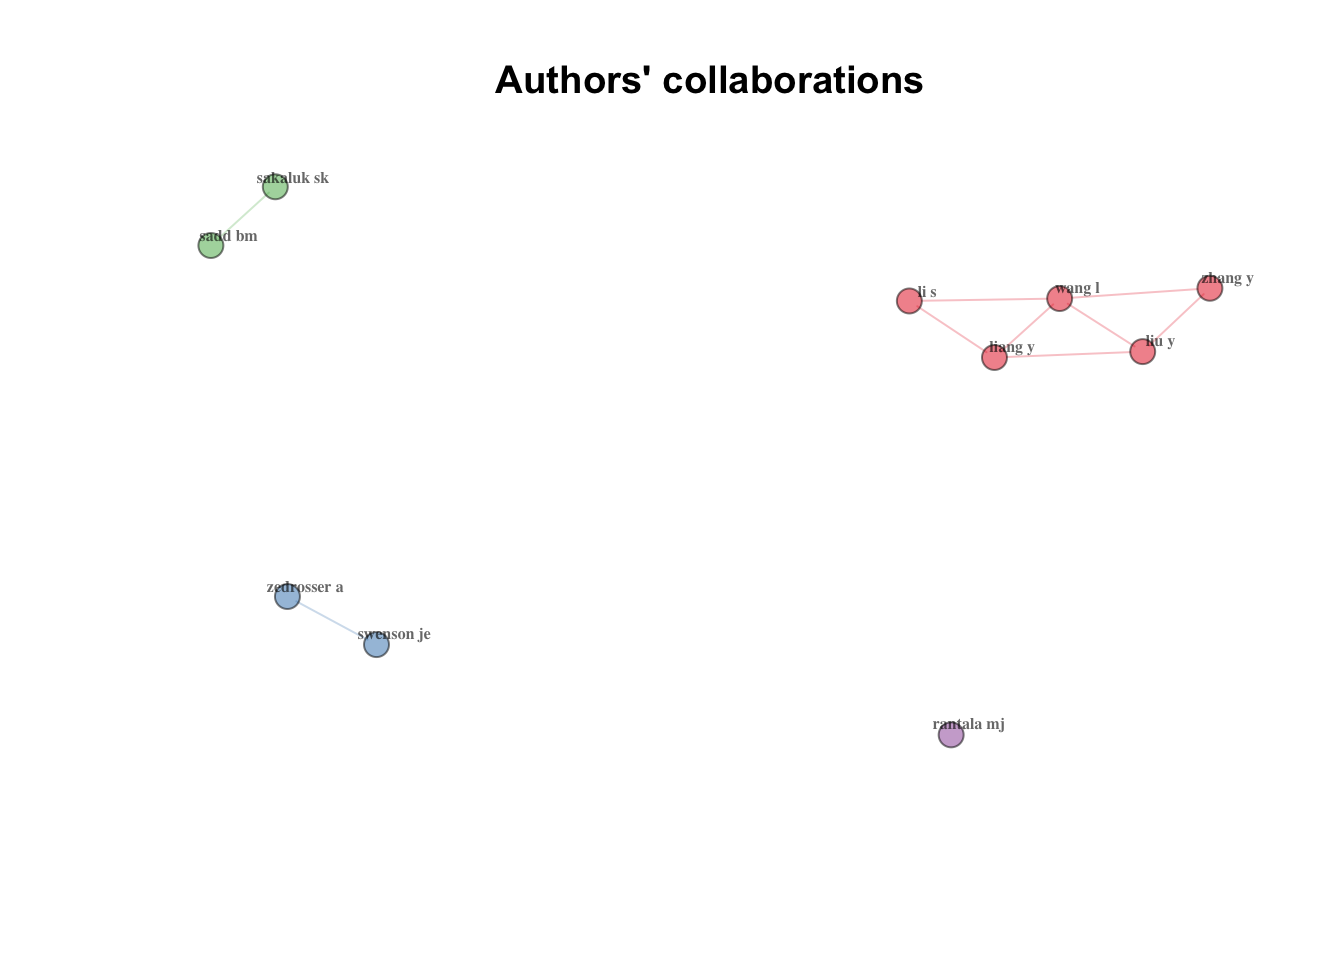 Authors' collaborations
sakaluk sk
sadd bm
zhang y
wang l
li s
liu y
liang y
zedrosser a
swenson je
rantala mj